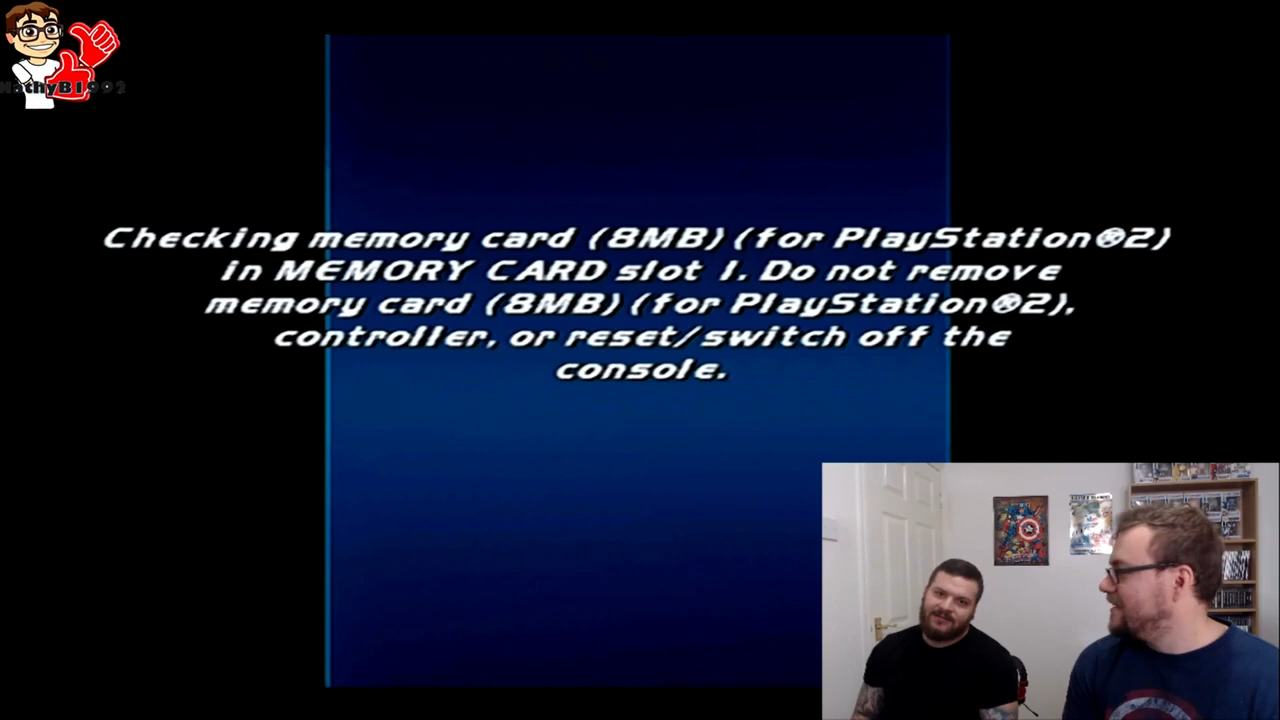 NathyB1992
Checking memory card (8MB) (for PlayStation®2)
in MEMORY CARD slot 1. Do not remove
memory card (8MB) (for PlayStation®2),
controller, or reset/switch off the
console.